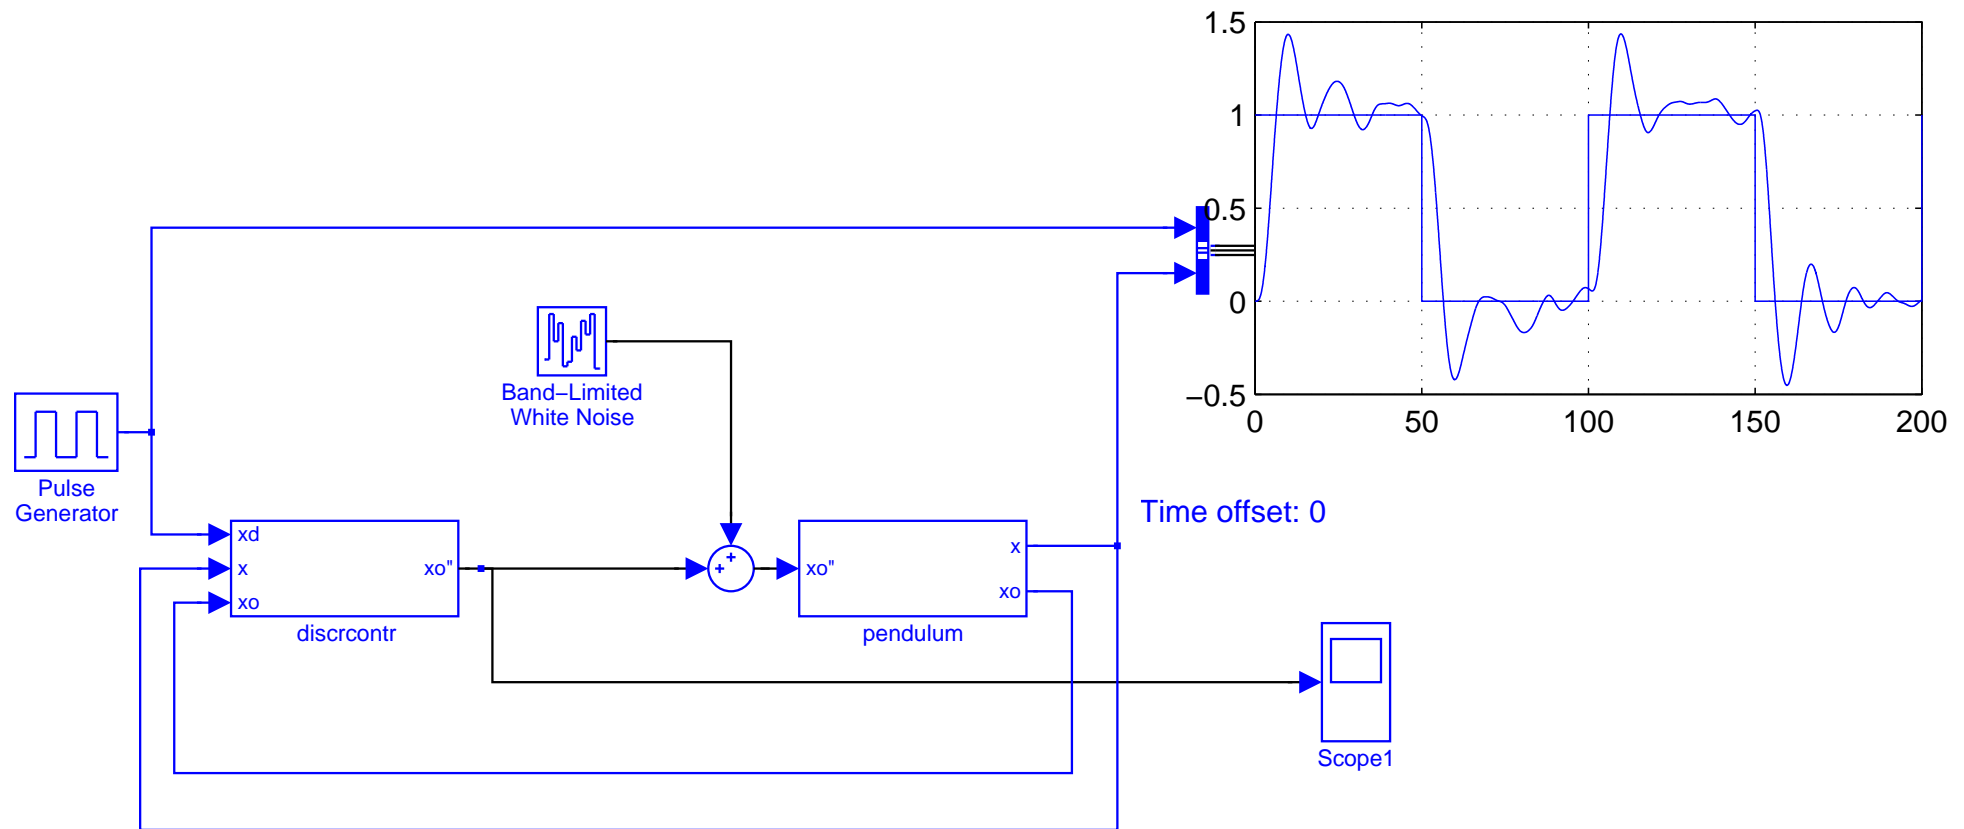 1.5
1
0.5
0
−0.5
0 50 100 150 200
Band−Limited
White Noise
Pulse
Generator
Time offset: 0
xd
x
xo
xo"
discrcontr
+
+
xo"
x
xo
pendulum
Scope1